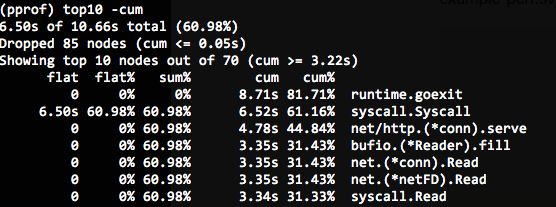 (pprof) top10 -cum
6.50s of 10.66s total (60.98%)
Dropped 85 nodes (cum <= 0.05s)
Showing top 10 nodes out of 70 (cum >= 3.22s)
flat flat% sum% cum cum%
0 0% 0% 8.71s 81.71% runtime.goexit
6.50s 60.98% 60.98% 6.52s 61.16% syscall.Syscall
0 0% 60.98% 4.78s 44.84% net/http.(*conn).serve
0 0% 60.98% 3.35s 31.43% bufio.(*Reader).fill
0 0% 60.98% 3.35s 31.43% net.(*conn).Read
0 0% 60.98% 3.35s 31.43% net.(*netFD).Read
0 0% 60.98% 3.34s 31.33% syscall.Read